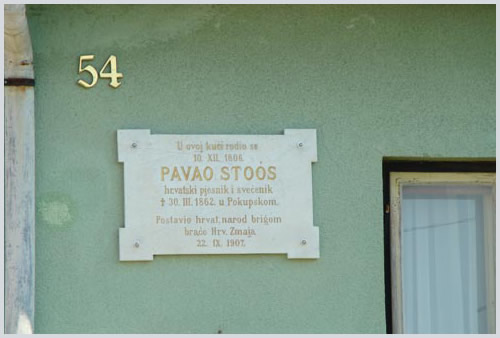 54
U ovoj kući rodio se
10. XII. 1806.
PAVAO STOÓS
hrvatski pjesnik i svećenik
† 30. III. 1862. u Pokupskom.
Postavio hrvat. narod brigom
braće Hrv. Zmaja
22. IX. 1907.